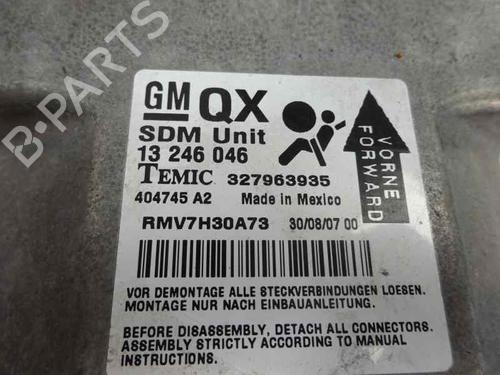 B-PARTS
GM QX
SDM Unit
13 246 046
TEMIC 327963935
404745 A2 Made in Mexico
RMV7H30A73 30/08/07 00
VORNE
FORWARD
VOR DEMONTAGE ALLE STECKVERBINDUNGEN LOESEN.
MONTAGE NUR NACH EINBAUANLEITUNG.
BEFORE DISASSEMBLY, DETACH ALL CONNECTORS.
ASSEMBLY STRICTLY ACCORDING TO MANUAL
INSTRUCTIONS.